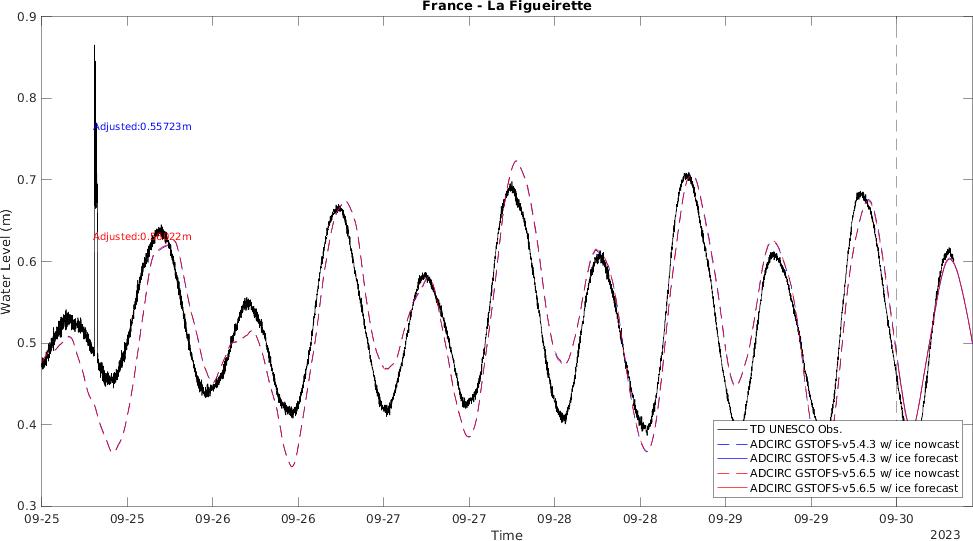 France - La Figueirette
0.9
0.8
0.7
0.6
0.5
0.4
0.3
Water Level (m)
Adjusted:0.55723m
TD UNESCO Obs.
ADCIRC GSTOFS-v5.4.3 w/ ice nowcast
ADCIRC GSTOFS-v5.4.3 w/ ice forecast
ADCIRC GSTOFS-v5.6.5 w/ ice nowcast
ADCIRC GSTOFS-v5.6.5 w/ ice forecast
09-25 09-25 09-26 09-26 09-27 09-27 09-28 09-28 09-29 09-29 09-30
Time
2023